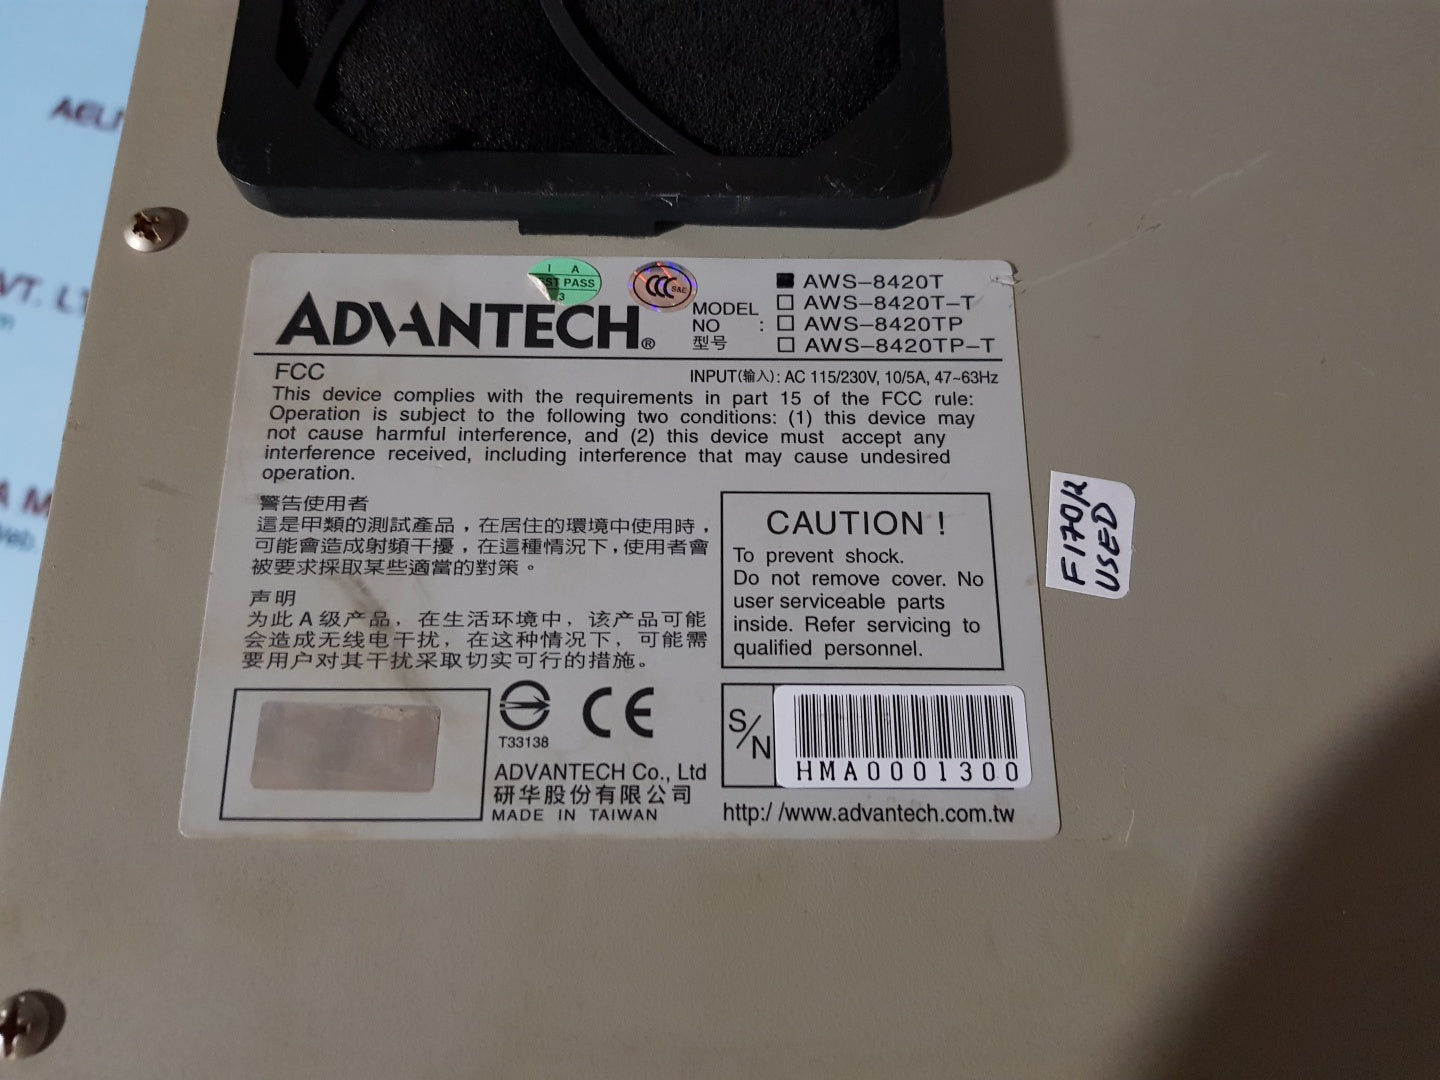 I A
ST PASS
3
CCC S&E
ADVANTECH®
MODEL NO : 型号
■ AWS-8420T
□ AWS-8420T-T
□ AWS-8420TP
□ AWS-8420TP-T
FCC
INPUT(输入): AC 115/230V, 10/5A, 47~63Hz
This device complies with the requirements in part 15 of the FCC rule:
Operation is subject to the following two conditions: (1) this device may
not cause harmful interference, and (2) this device must accept any
interference received, including interference that may cause undesired
operation.
警告使用者
這是甲類的測試產品，在居住的環境中使用時，
可能會造成射頻干擾，在這種情況下，使用者會
被要求採取某些適當的對策。
声明
为此A级产品，在生活环境中，该产品可能
会造成无线电干扰，在这种情况下，可能需
要用户对其干扰采取切实可行的措施。
CAUTION !
To prevent shock.
Do not remove cover. No
user serviceable parts
inside. Refer servicing to
qualified personnel.
T33138
CE
ADVANTECH Co., Ltd
研华股份有限公司
MADE IN TAIWAN
S/N
HMA0001300
http://www.advantech.com.tw
F170/2
USED
VT. L
A M